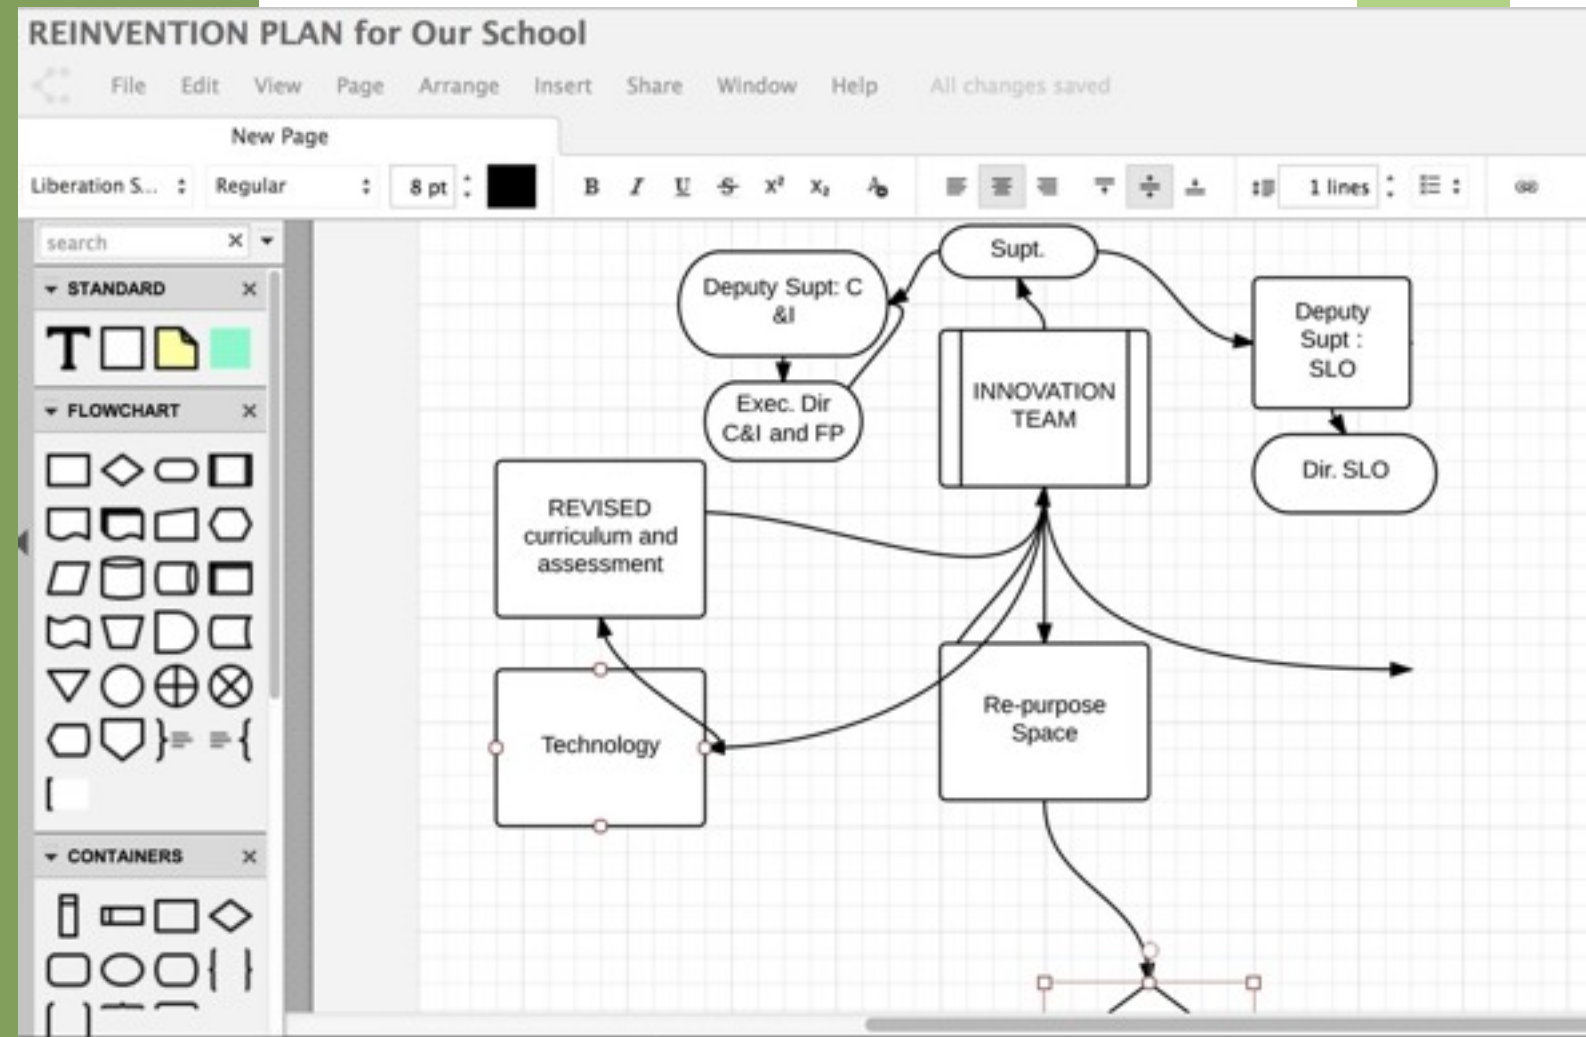 REINVENTION PLAN for Our School
File Edit View Page Arrange Insert Share Window Help All changes saved
New Page
Liberation S... Regular 8 pt B I U S x² x₂ A 1 lines
search
STANDARD
T
FLOWCHART
CONTAINERS
Supt.
Deputy Supt: C
&I
Deputy
Supt :
SLO
INNOVATION
TEAM
Exec. Dir
C&I and FP
Dir. SLO
REVISED
curriculum and
assessment
Re-purpose
Space
Technology